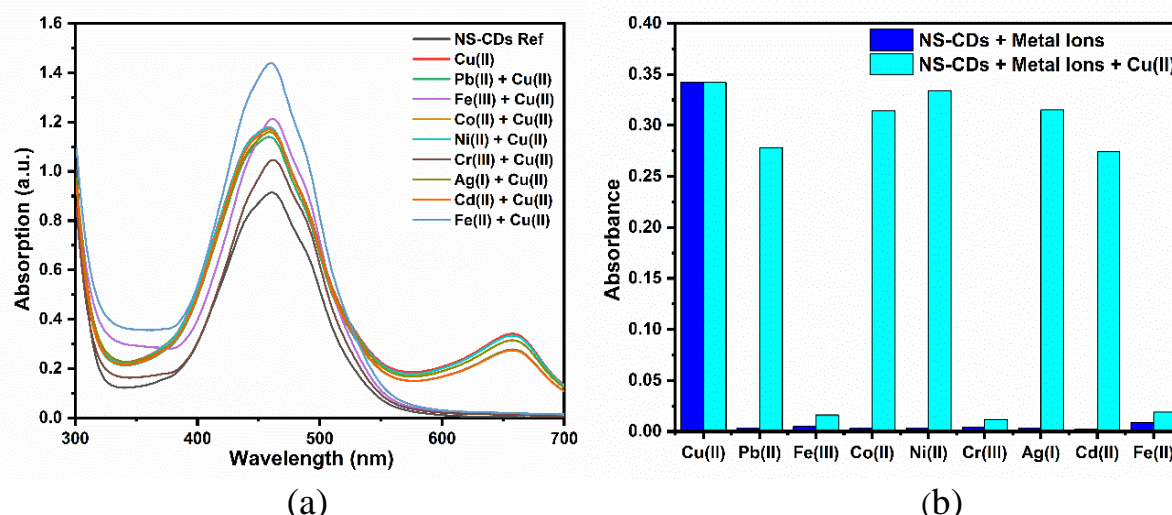 1.6
1.4
1.2
1.0
0.8
0.6
0.4
0.2
0.0
Absorption (a.u.)
300 400 500 600 700
Wavelength (nm)
NS-CDs Ref
Cu(II)
Pb(II) + Cu(II)
Fe(III) + Cu(II)
Co(II) + Cu(II)
Ni(II) + Cu(II)
Cr(III) + Cu(II)
Ag(I) + Cu(II)
Cd(II) + Cu(II)
Fe(II) + Cu(II)
(a)
0.40
0.35
0.30
0.25
0.20
0.15
0.10
0.05
0.00
Absorbance
NS-CDs + Metal Ions
NS-CDs + Metal Ions + Cu(II)
Cu(II) Pb(II) Fe(III) Co(II) Ni(II) Cr(III) Ag(I) Cd(II) Fe(II)
(b)